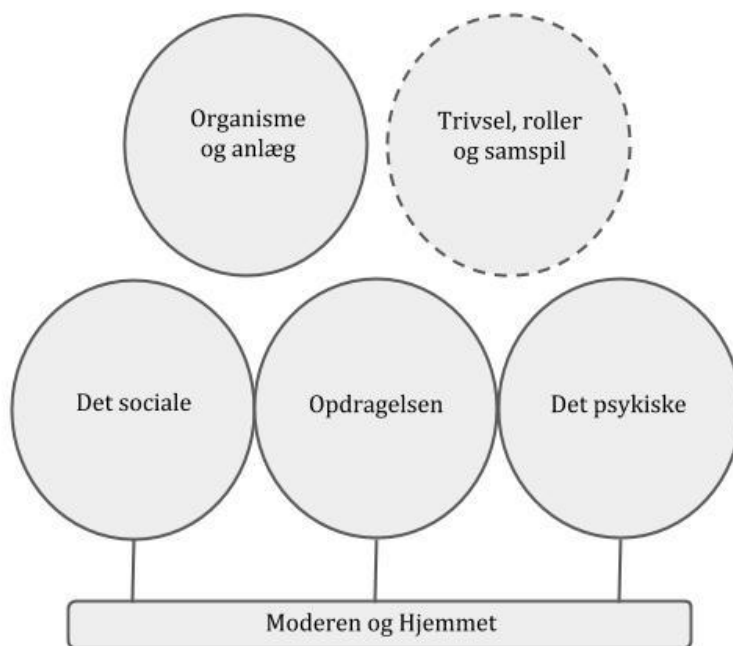 Organisme
og anlæg
Trivsel, roller
og samspil
Det sociale
Opdragelsen
Det psykiske
Moderen og Hjemmet